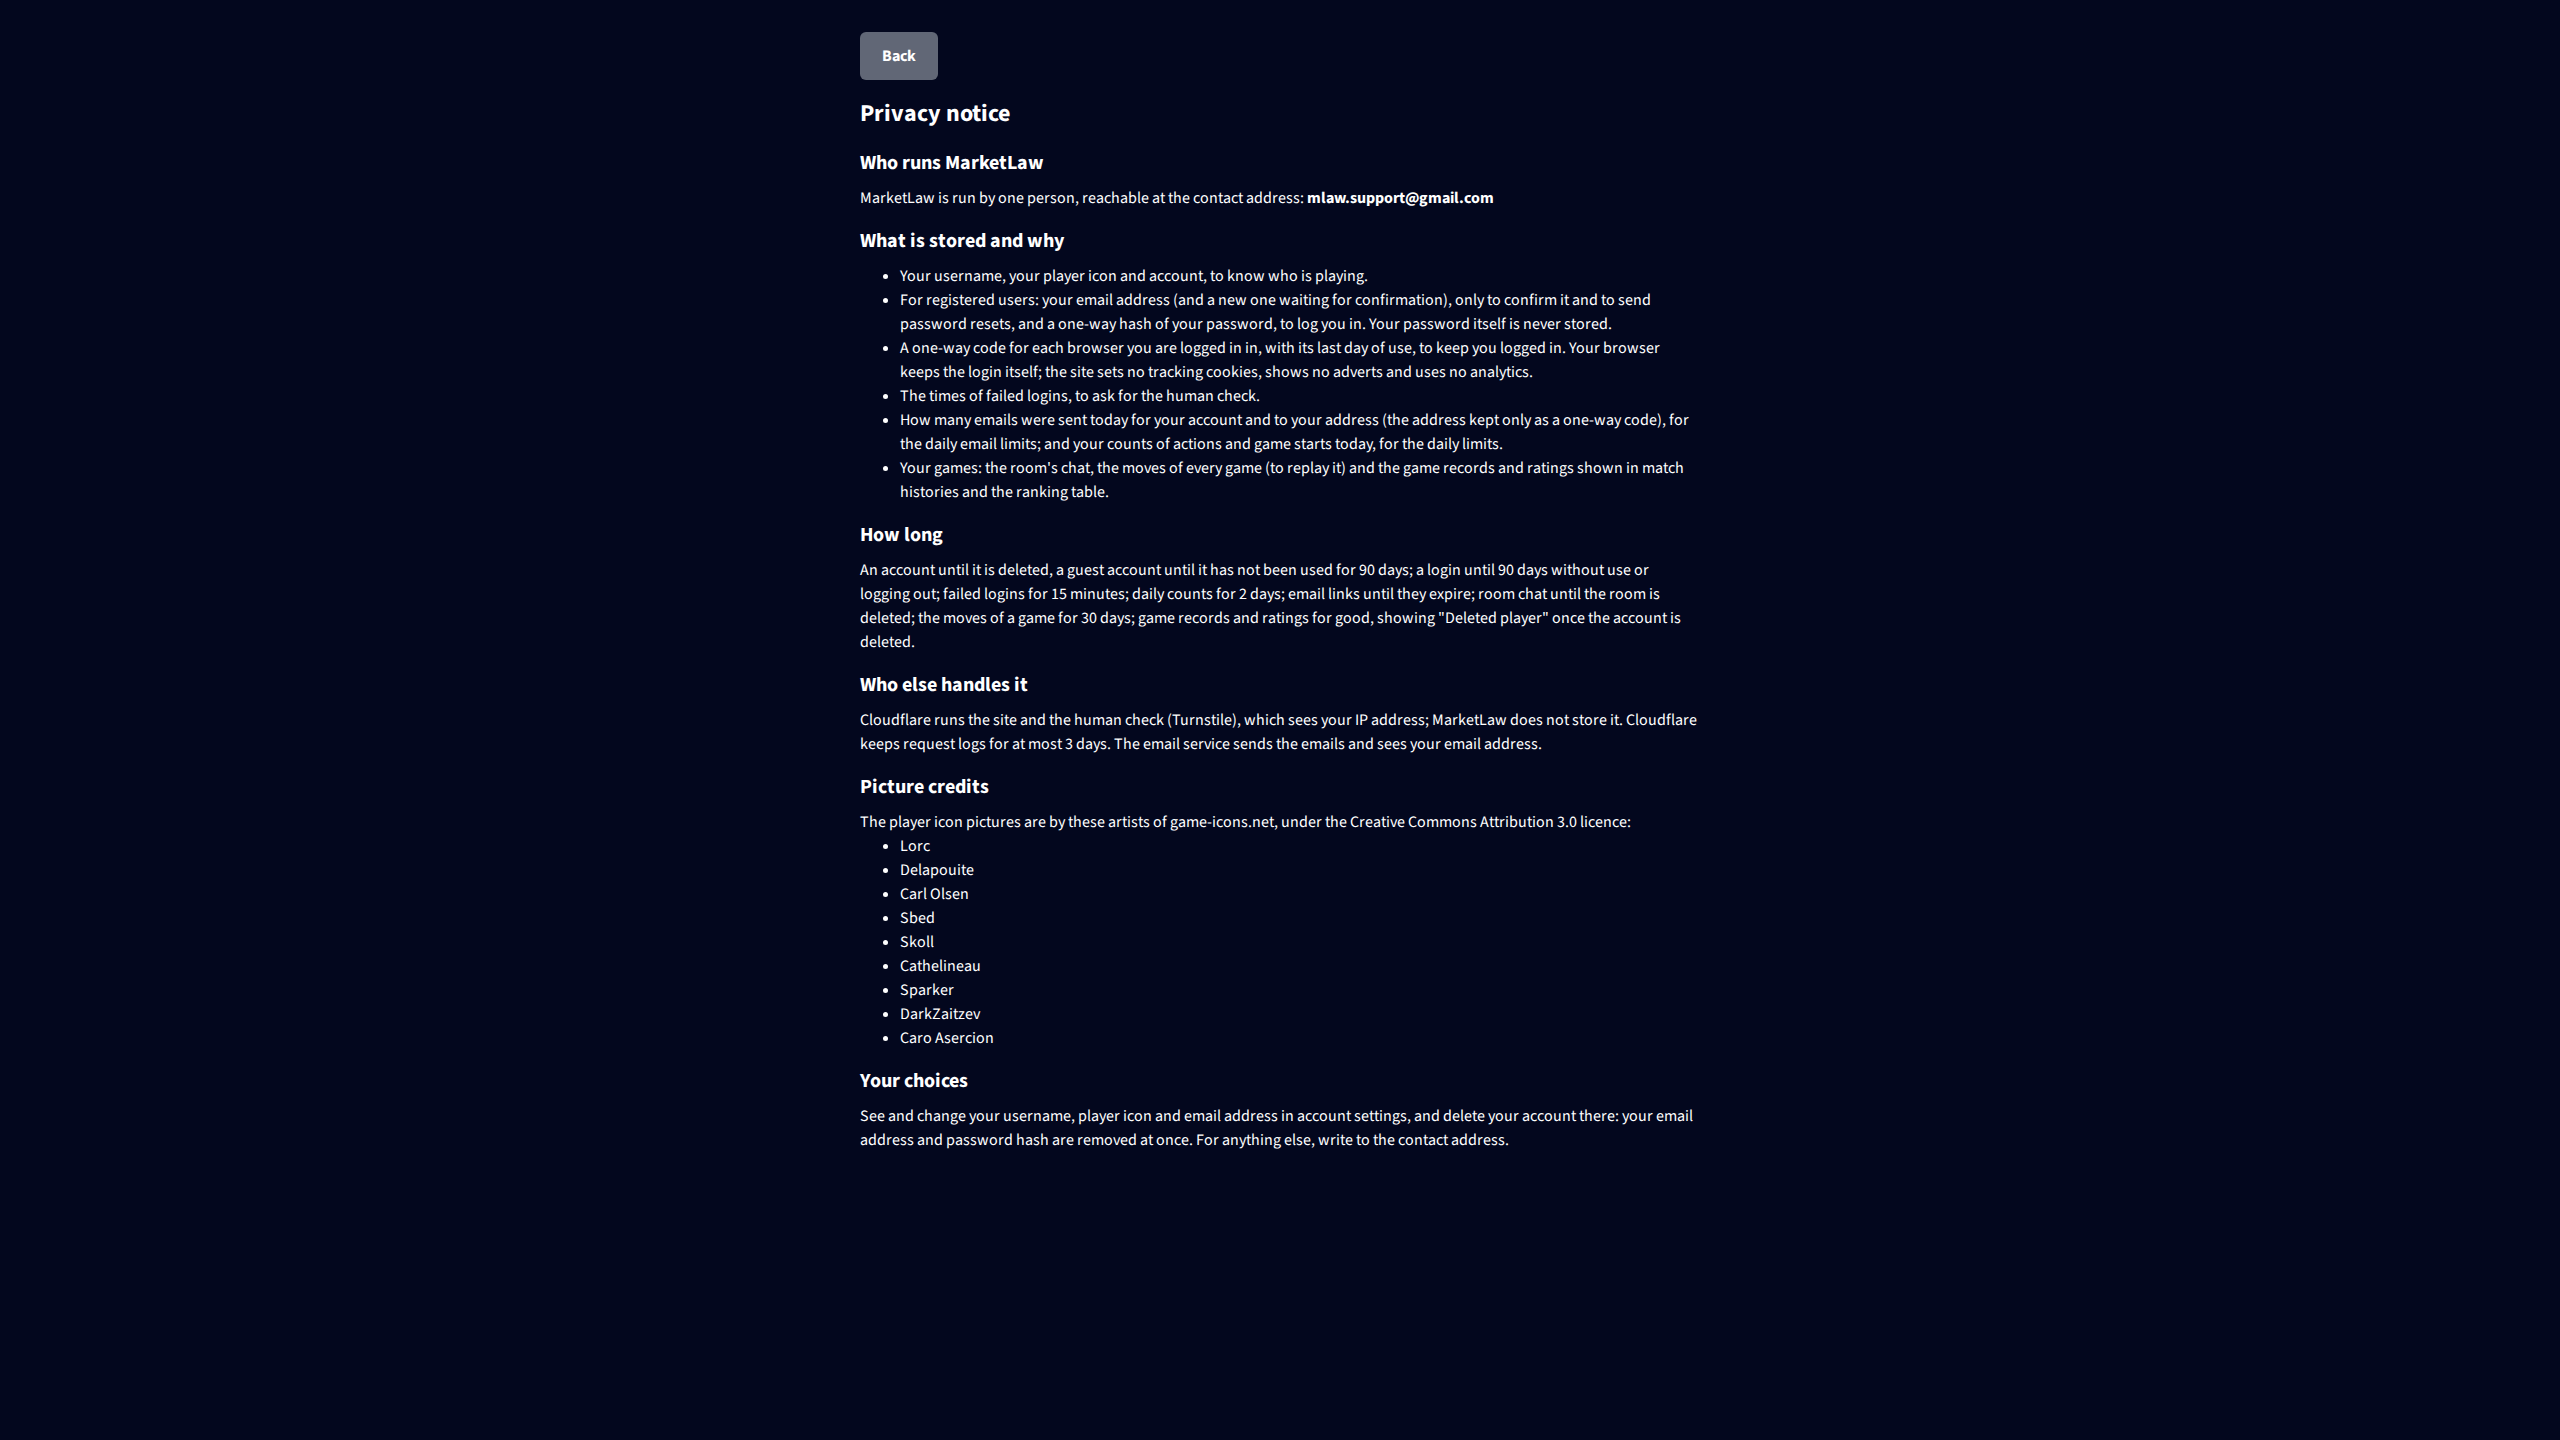 Back
Privacy notice
Who runs MarketLaw
MarketLaw is run by one person, reachable at the contact address: mlaw.support@gmail.com
What is stored and why
• Your username, your player icon and account, to know who is playing.
• For registered users: your email address (and a new one waiting for confirmation), only to confirm it and to send
password resets, and a one-way hash of your password, to log you in. Your password itself is never stored.
• A one-way code for each browser you are logged in in, with its last day of use, to keep you logged in. Your browser
keeps the login itself; the site sets no tracking cookies, shows no adverts and uses no analytics.
• The times of failed logins, to ask for the human check.
• How many emails were sent today for your account and to your address (the address kept only as a one-way code), for
the daily email limits; and your counts of actions and game starts today, for the daily limits.
• Your games: the room's chat, the moves of every game (to replay it) and the game records and ratings shown in match
histories and the ranking table.
How long
An account until it is deleted, a guest account until it has not been used for 90 days; a login until 90 days without use or
logging out; failed logins for 15 minutes; daily counts for 2 days; email links until they expire; room chat until the room is
deleted; the moves of a game for 30 days; game records and ratings for good, showing "Deleted player" once the account is
deleted.
Who else handles it
Cloudflare runs the site and the human check (Turnstile), which sees your IP address; MarketLaw does not store it. Cloudflare
keeps request logs for at most 3 days. The email service sends the emails and sees your email address.
Picture credits
The player icon pictures are by these artists of game-icons.net, under the Creative Commons Attribution 3.0 licence:
• Lorc
• Delapouite
• Carl Olsen
• Sbed
• Skoll
• Cathelineau
• Sparker
• DarkZaitzev
• Caro Asercion
Your choices
See and change your username, player icon and email address in account settings, and delete your account there: your email
address and password hash are removed at once. For anything else, write to the contact address.